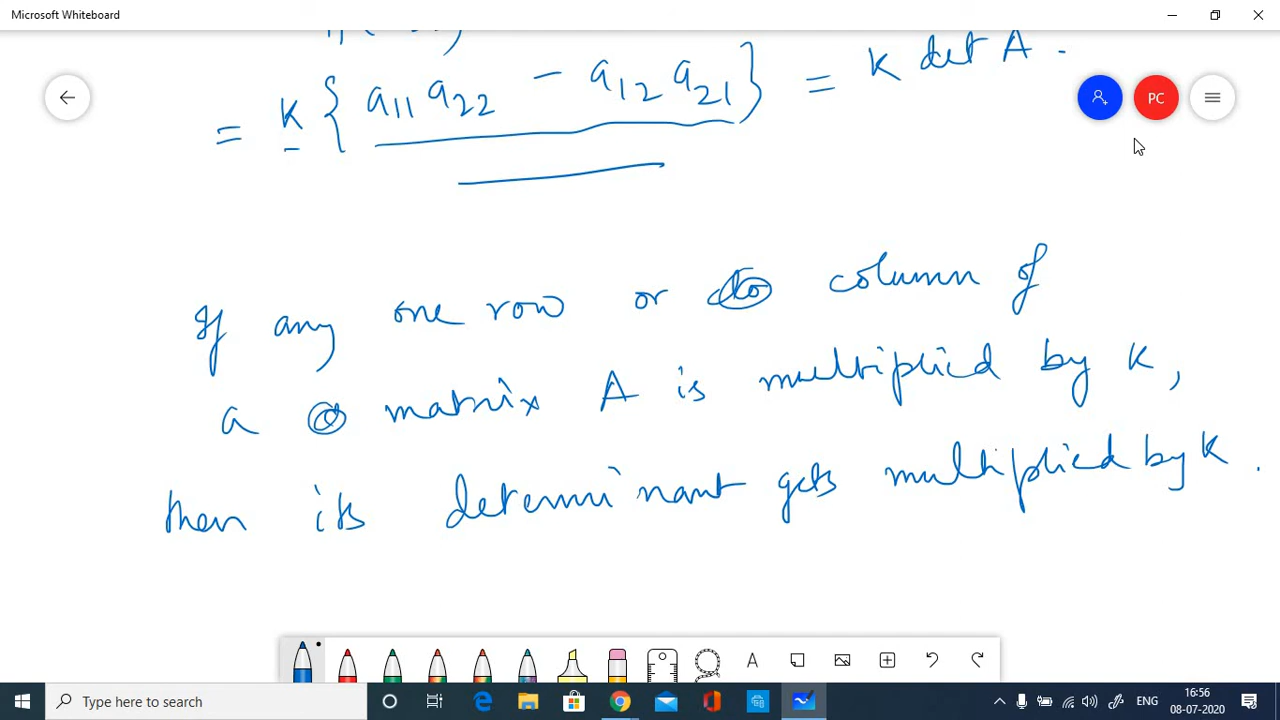 Microsoft Whiteboard
= k { a11 a22 - a12 a21 } = k det A .
PC
If any one row or column of
a matrix A is multiplied by k,
then its determinant gets multiplied by k.
A
Type here to search
ENG
16:56
08-07-2020